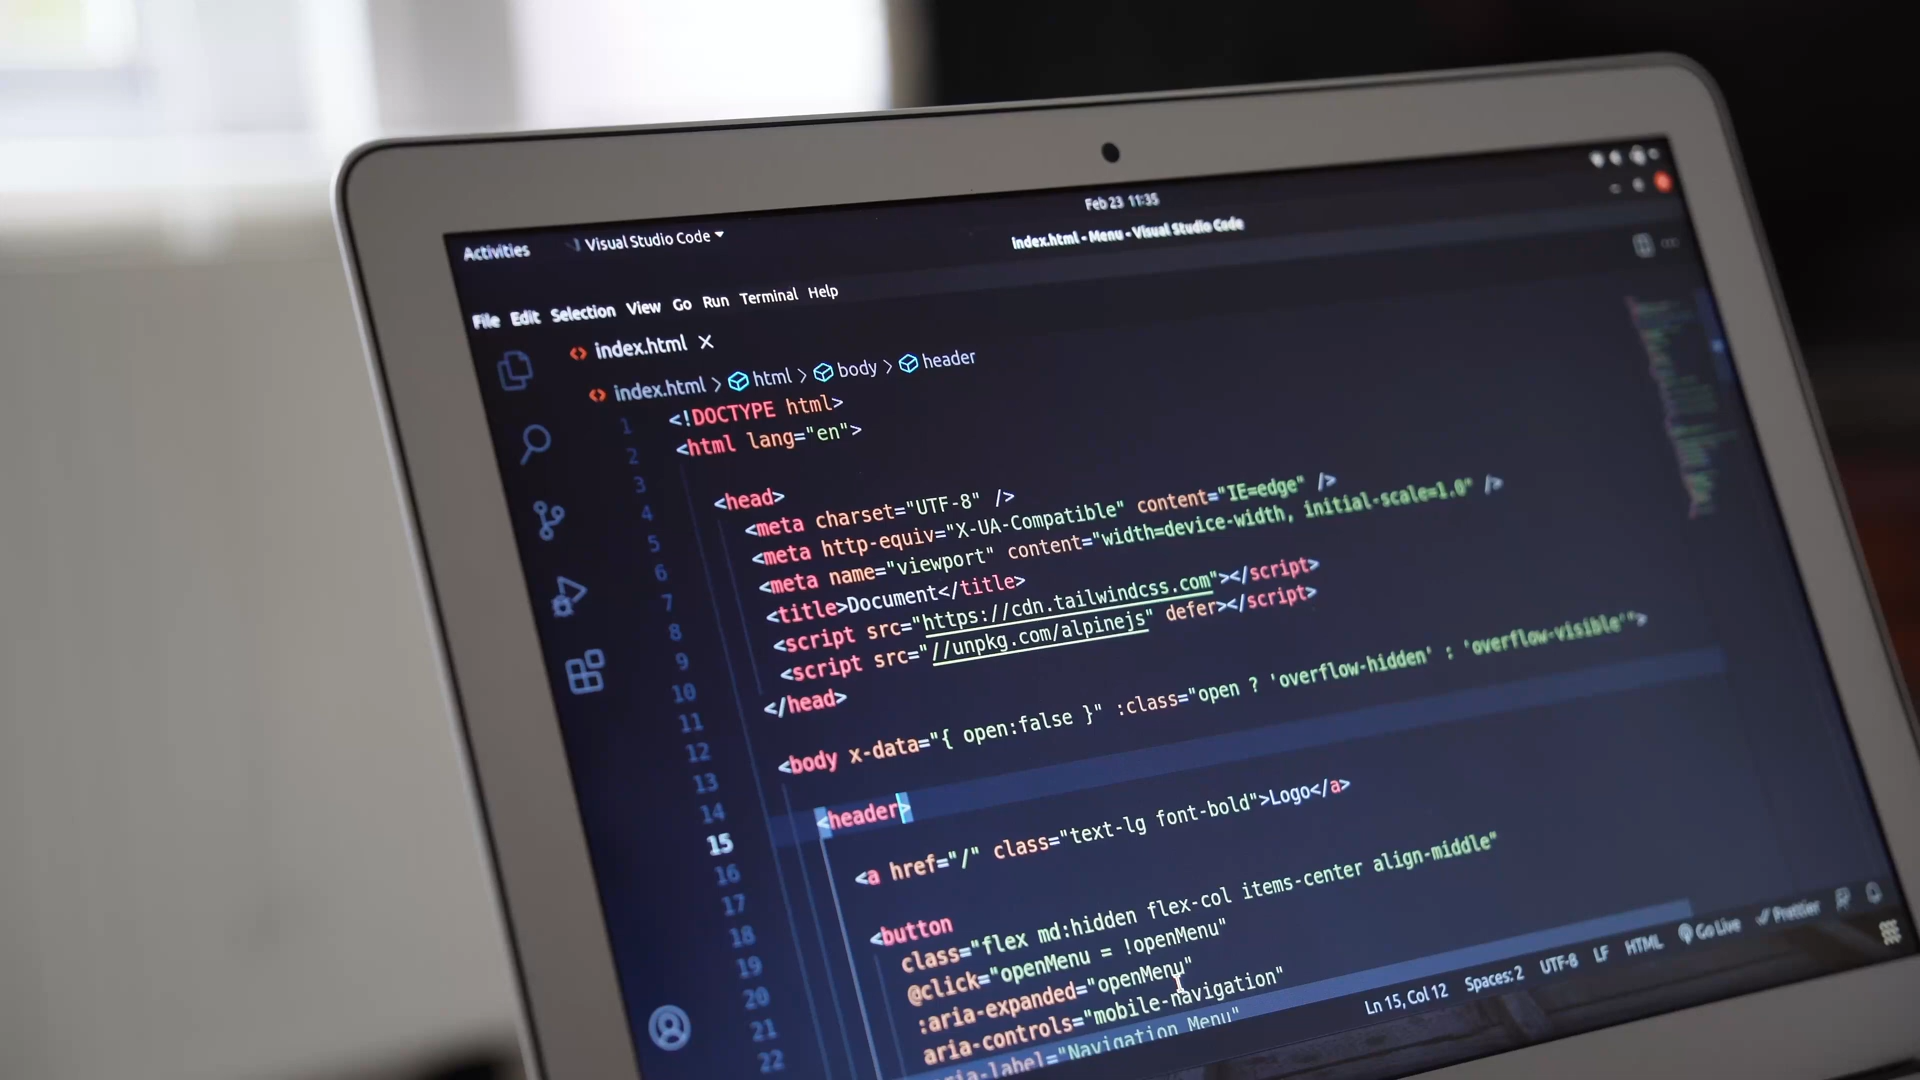 Feb 23 11:35
Activities Visual Studio Code
index.html - Menu - Visual Studio Code
File Edit Selection View Go Run Terminal Help
index.html
index.html > html > body > header
1 <!DOCTYPE html>
2 <html lang="en">
3
4 <head>
5 <meta charset="UTF-8" />
6 <meta http-equiv="X-UA-Compatible" content="IE=edge" />
7 <meta name="viewport" content="width=device-width, initial-scale=1.0" />
8 <title>Document</title>
9 <script src="https://cdn.tailwindcss.com"></script>
10 <script src="//unpkg.com/alpinejs" defer></script>
11 </head>
12
13 <body x-data="{ open:false }" :class="open ? 'overflow-hidden' : 'overflow-visible'">
14
15 <header>
16
17 <a href="/" class="text-lg font-bold">Logo</a>
18
19 <button
20 class="flex md:hidden flex-col items-center align-middle"
21 @click="openMenu = !openMenu"
22 :aria-expanded="openMenu"
aria-controls="mobile-navigation"
aria-label="Navigation Menu"
Ln 15, Col 12 Spaces: 2 UTF-8 LF HTML Go Live Prettier